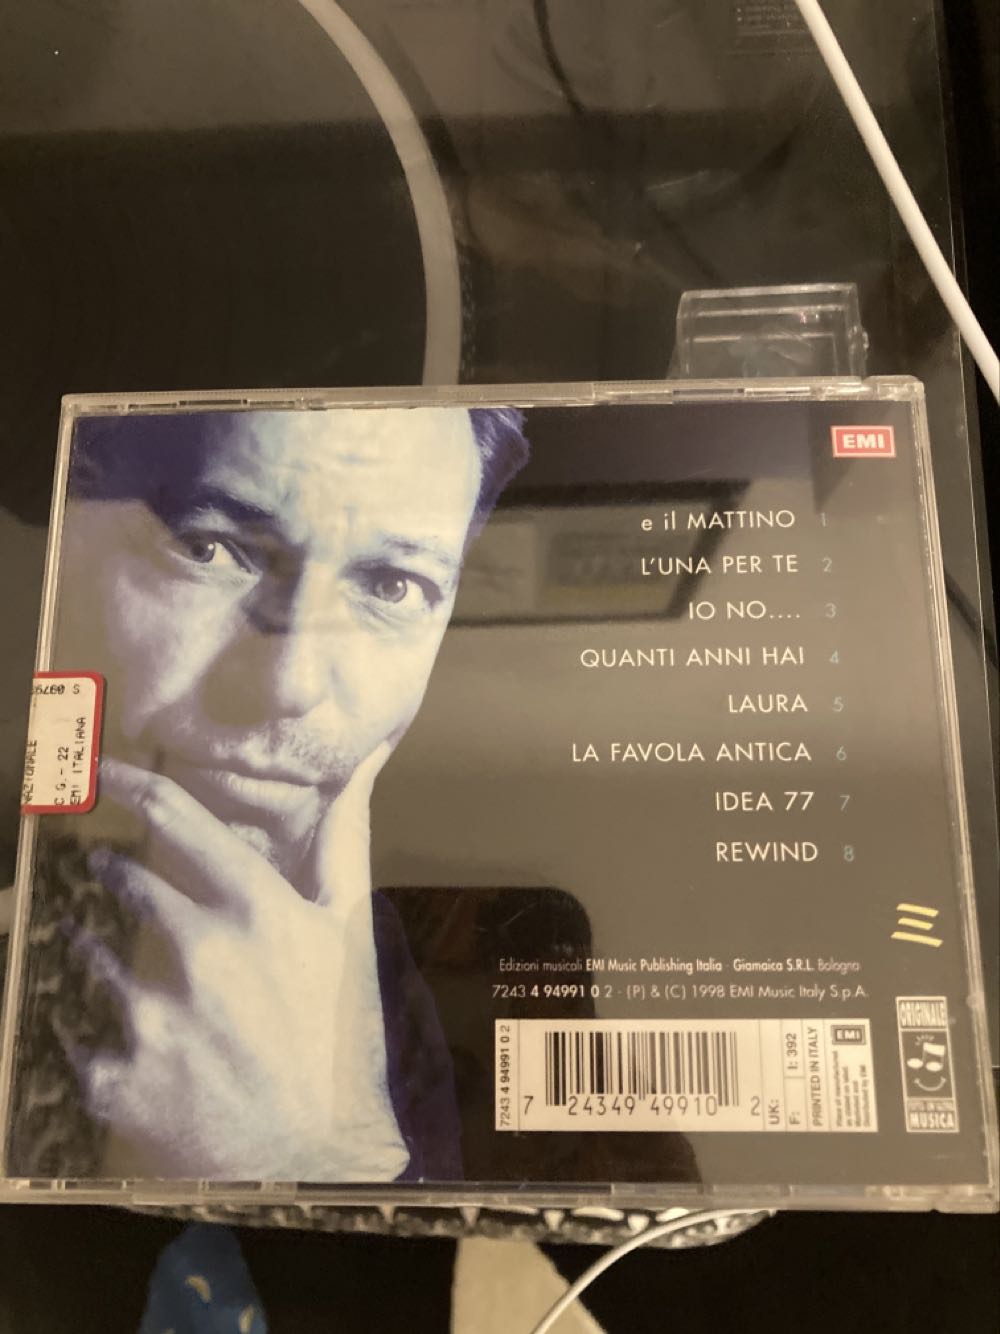 EMI
e il MATTINO 1
L'UNA PER TE 2
IO NO.... 3
QUANTI ANNI HAI 4
LAURA 5
LA FAVOLA ANTICA 6
IDEA 77 7
REWIND 8
S
NAZIONALE
C G.- 22
EMI ITALIANA
Edizioni musicali EMI Music Publishing Italia - Giamaica S.R.L. Bologna
7243 4 94991 0 2 - (P) & (C) 1998 EMI Music Italy S.p.A.
7243 4 94991 0 2
7 24349 49910 2
UK:
F:
I: 392
PRINTED IN ITALY
EMI
ORIGINALE
MUSICA